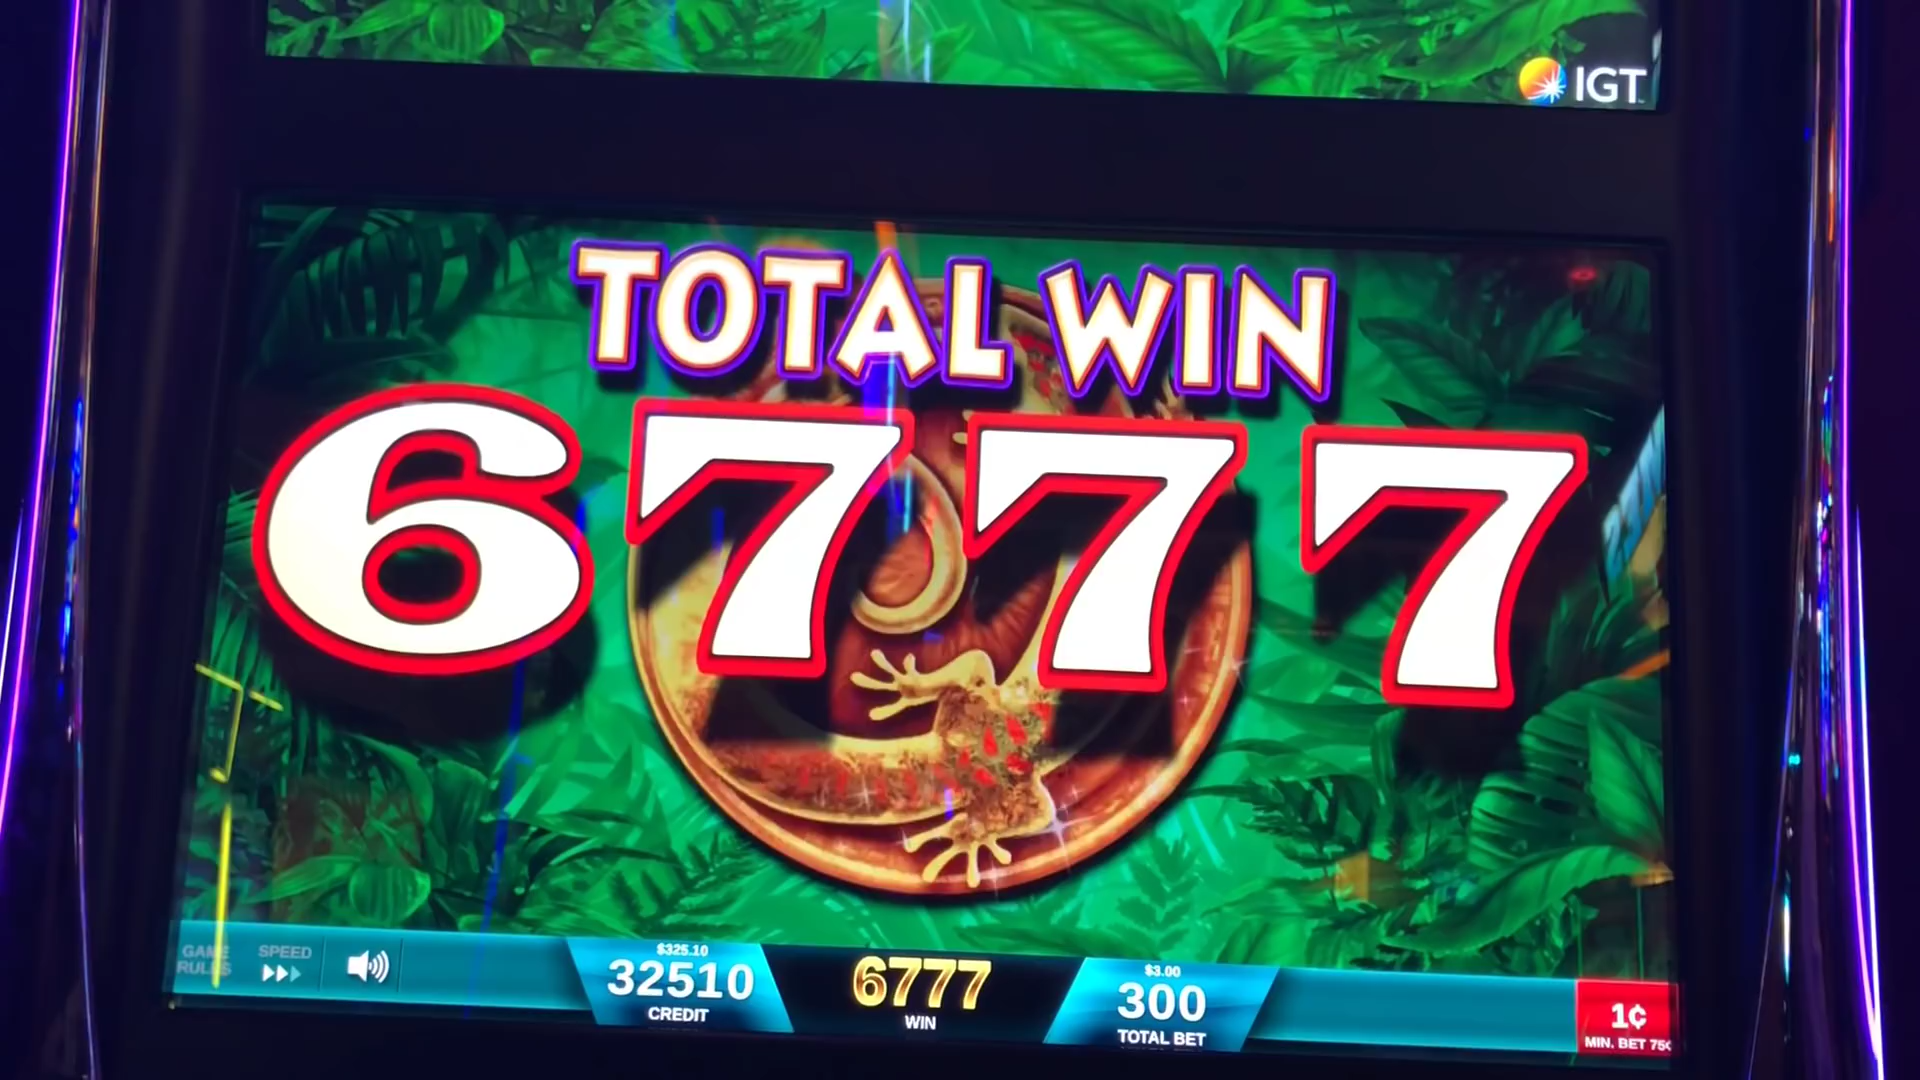 IGT
TOTAL WIN
6777
GAME RULES
SPEED
$325.10
32510
CREDIT
6777
WIN
$3.00
300
TOTAL BET
1¢
MIN. BET 75¢